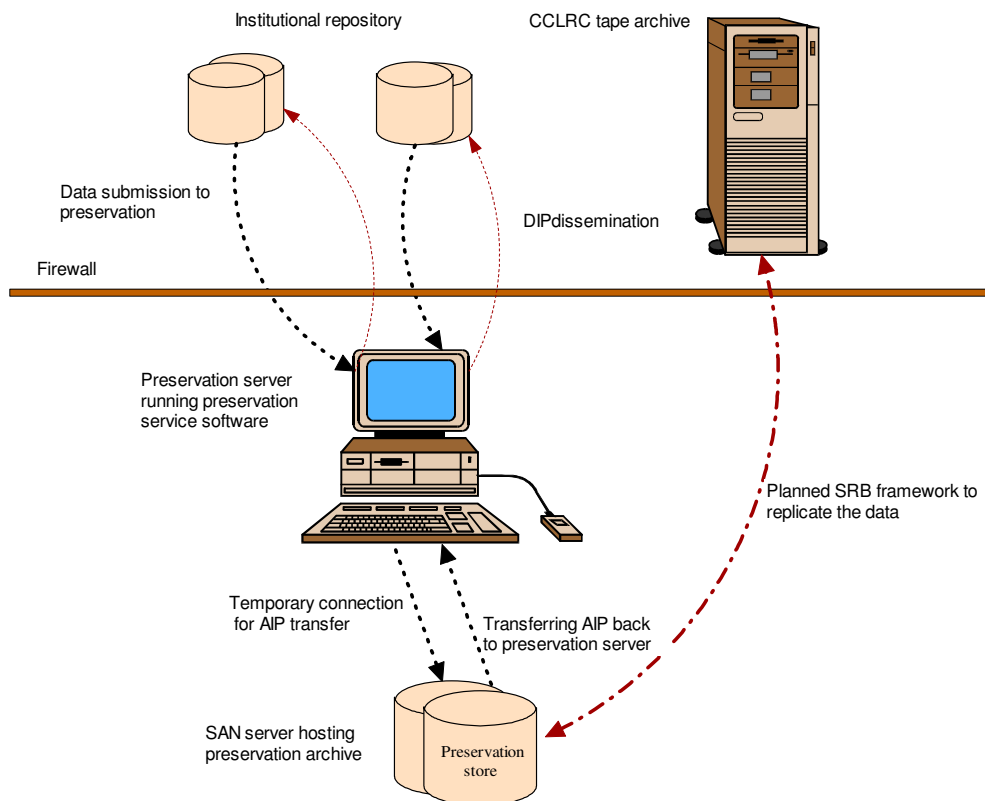 Institutional repository
CCLRC tape archive
Data submission to
preservation
DIPdissemination
Firewall
Preservation server
running preservation
service software
Planned SRB framework to
replicate the data
Temporary connection
for AIP transfer
Transferring AIP back
to preservation server
SAN server hosting
preservation archive
Preservation
store